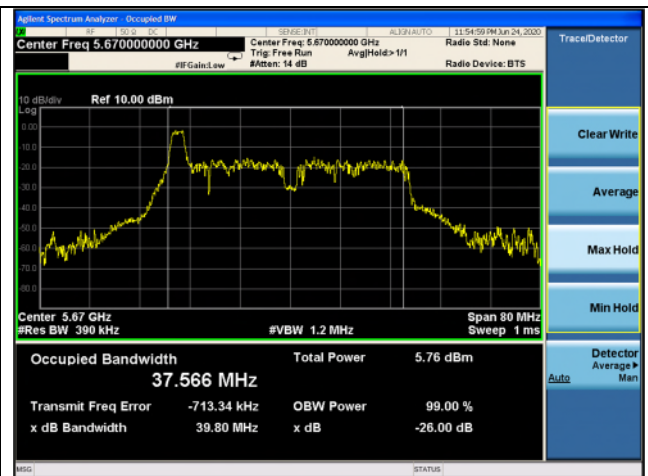 Agilent Spectrum Analyzer - Occupied BW
RF 50 Ω DC SENSE:INT ALIGN AUTO 11:54:59 PM Jun 24, 2020
Center Freq 5.670000000 GHz
Center Freq: 5.670000000 GHz
Radio Std: None
Trig: Free Run Avg|Hold:>1/1
#IFGain:Low #Atten: 14 dB Radio Device: BTS
Trace/Detector
10 dB/div Ref 10.00 dBm
Log
0.00
-10.0
-20.0
-30.0
-40.0
-50.0
-60.0
-70.0
-80.0
Clear Write
Average
Max Hold
Min Hold
Detector
Average▶
Auto Man
Center 5.67 GHz Span 80 MHz
#Res BW 390 kHz #VBW 1.2 MHz Sweep 1 ms
Occupied Bandwidth Total Power 5.76 dBm
37.566 MHz
Transmit Freq Error -713.34 kHz OBW Power 99.00 %
x dB Bandwidth 39.80 MHz x dB -26.00 dB
MSG STATUS